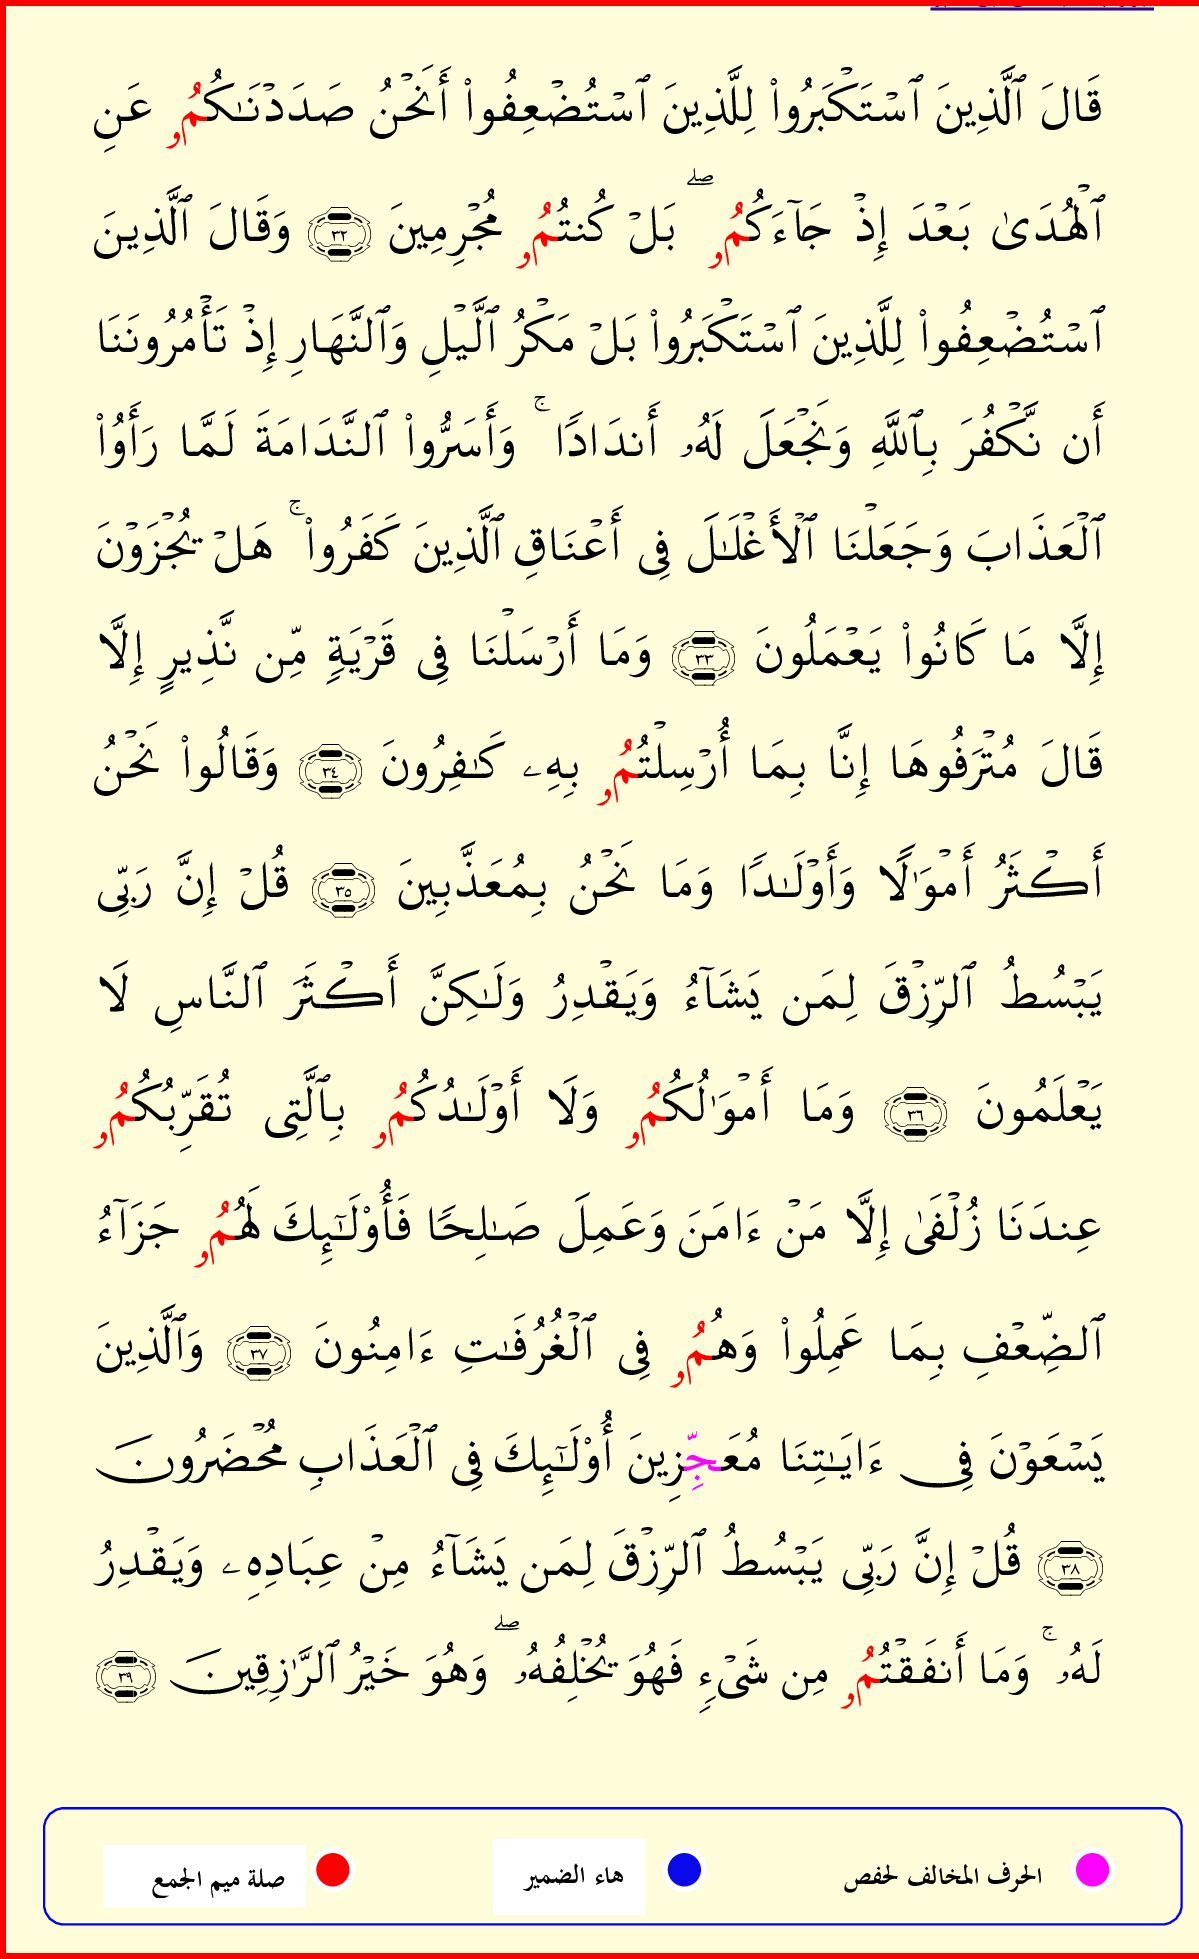 قَالَ ٱلَّذِينَ ٱسۡتَكۡبَرُواْ لِلَّذِينَ ٱسۡتُضۡعِفُواْ أَنَحۡنُ صَدَدۡنَٰكُمُۥ عَنِ
ٱلۡهُدَىٰ بَعۡدَ إِذۡ جَآءَكُمُۥۖ بَلۡ كُنتُمُۥ مُجۡرِمِينَ ٣٢ وَقَالَ ٱلَّذِينَ
ٱسۡتُضۡعِفُواْ لِلَّذِينَ ٱسۡتَكۡبَرُواْ بَلۡ مَكۡرُ ٱلَّيۡلِ وَٱلنَّهَارِ إِذۡ تَأۡمُرُونَنَا
أَن نَّكۡفُرَ بِٱللَّهِ وَنَجۡعَلَ لَهُۥ أَندَادٗاۚ وَأَسَرُّواْ ٱلنَّدَامَةَ لَمَّا رَأَوُاْ
ٱلۡعَذَابَ وَجَعَلۡنَا ٱلۡأَغۡلَٰلَ فِي أَعۡنَاقِ ٱلَّذِينَ كَفَرُواْۚ هَلۡ يُجۡزَوۡنَ
إِلَّا مَا كَانُواْ يَعۡمَلُونَ ٣٣ وَمَا أَرۡسَلۡنَا فِي قَرۡيَةٖ مِّن نَّذِيرٍ إِلَّا
قَالَ مُتۡرَفُوهَا إِنَّا بِمَا أُرۡسِلۡتُمُۥ بِهِۦ كَٰفِرُونَ ٣٤ وَقَالُواْ نَحۡنُ
أَكۡثَرُ أَمۡوَٰلٗا وَأَوۡلَٰدٗا وَمَا نَحۡنُ بِمُعَذَّبِينَ ٣٥ قُلۡ إِنَّ رَبِّي
يَبۡسُطُ ٱلرِّزۡقَ لِمَن يَشَآءُ وَيَقۡدِرُ وَلَٰكِنَّ أَكۡثَرَ ٱلنَّاسِ لَا
يَعۡلَمُونَ ٣٦ وَمَا أَمۡوَٰلُكُمُۥ وَلَا أَوۡلَٰدُكُمُۥ بِٱلَّتِي تُقَرِّبُكُمُۥ
عِندَنَا زُلۡفَىٰ إِلَّا مَنۡ ءَامَنَ وَعَمِلَ صَٰلِحٗا فَأُوْلَٰٓئِكَ لَهُمُۥ جَزَآءُ
ٱلضِّعۡفِ بِمَا عَمِلُواْ وَهُمُۥ فِي ٱلۡغُرُفَٰتِ ءَامِنُونَ ٣٧ وَٱلَّذِينَ
يَسۡعَوۡنَ فِي ءَايَٰتِنَا مُعَجِّزِينَ أُوْلَٰٓئِكَ فِي ٱلۡعَذَابِ مُحۡضَرُونَ
٣٨ قُلۡ إِنَّ رَبِّي يَبۡسُطُ ٱلرِّزۡقَ لِمَن يَشَآءُ مِنۡ عِبَادِهِۦ وَيَقۡدِرُ
لَهُۥۚ وَمَا أَنفَقۡتُمُۥ مِن شَيۡءٖ فَهُوَ يُخۡلِفُهُۥۖ وَهُوَ خَيۡرُ ٱلرَّٰزِقِينَ ٣٩
الحرف المخالف لحفص هاء الضمير صلة ميم الجمع